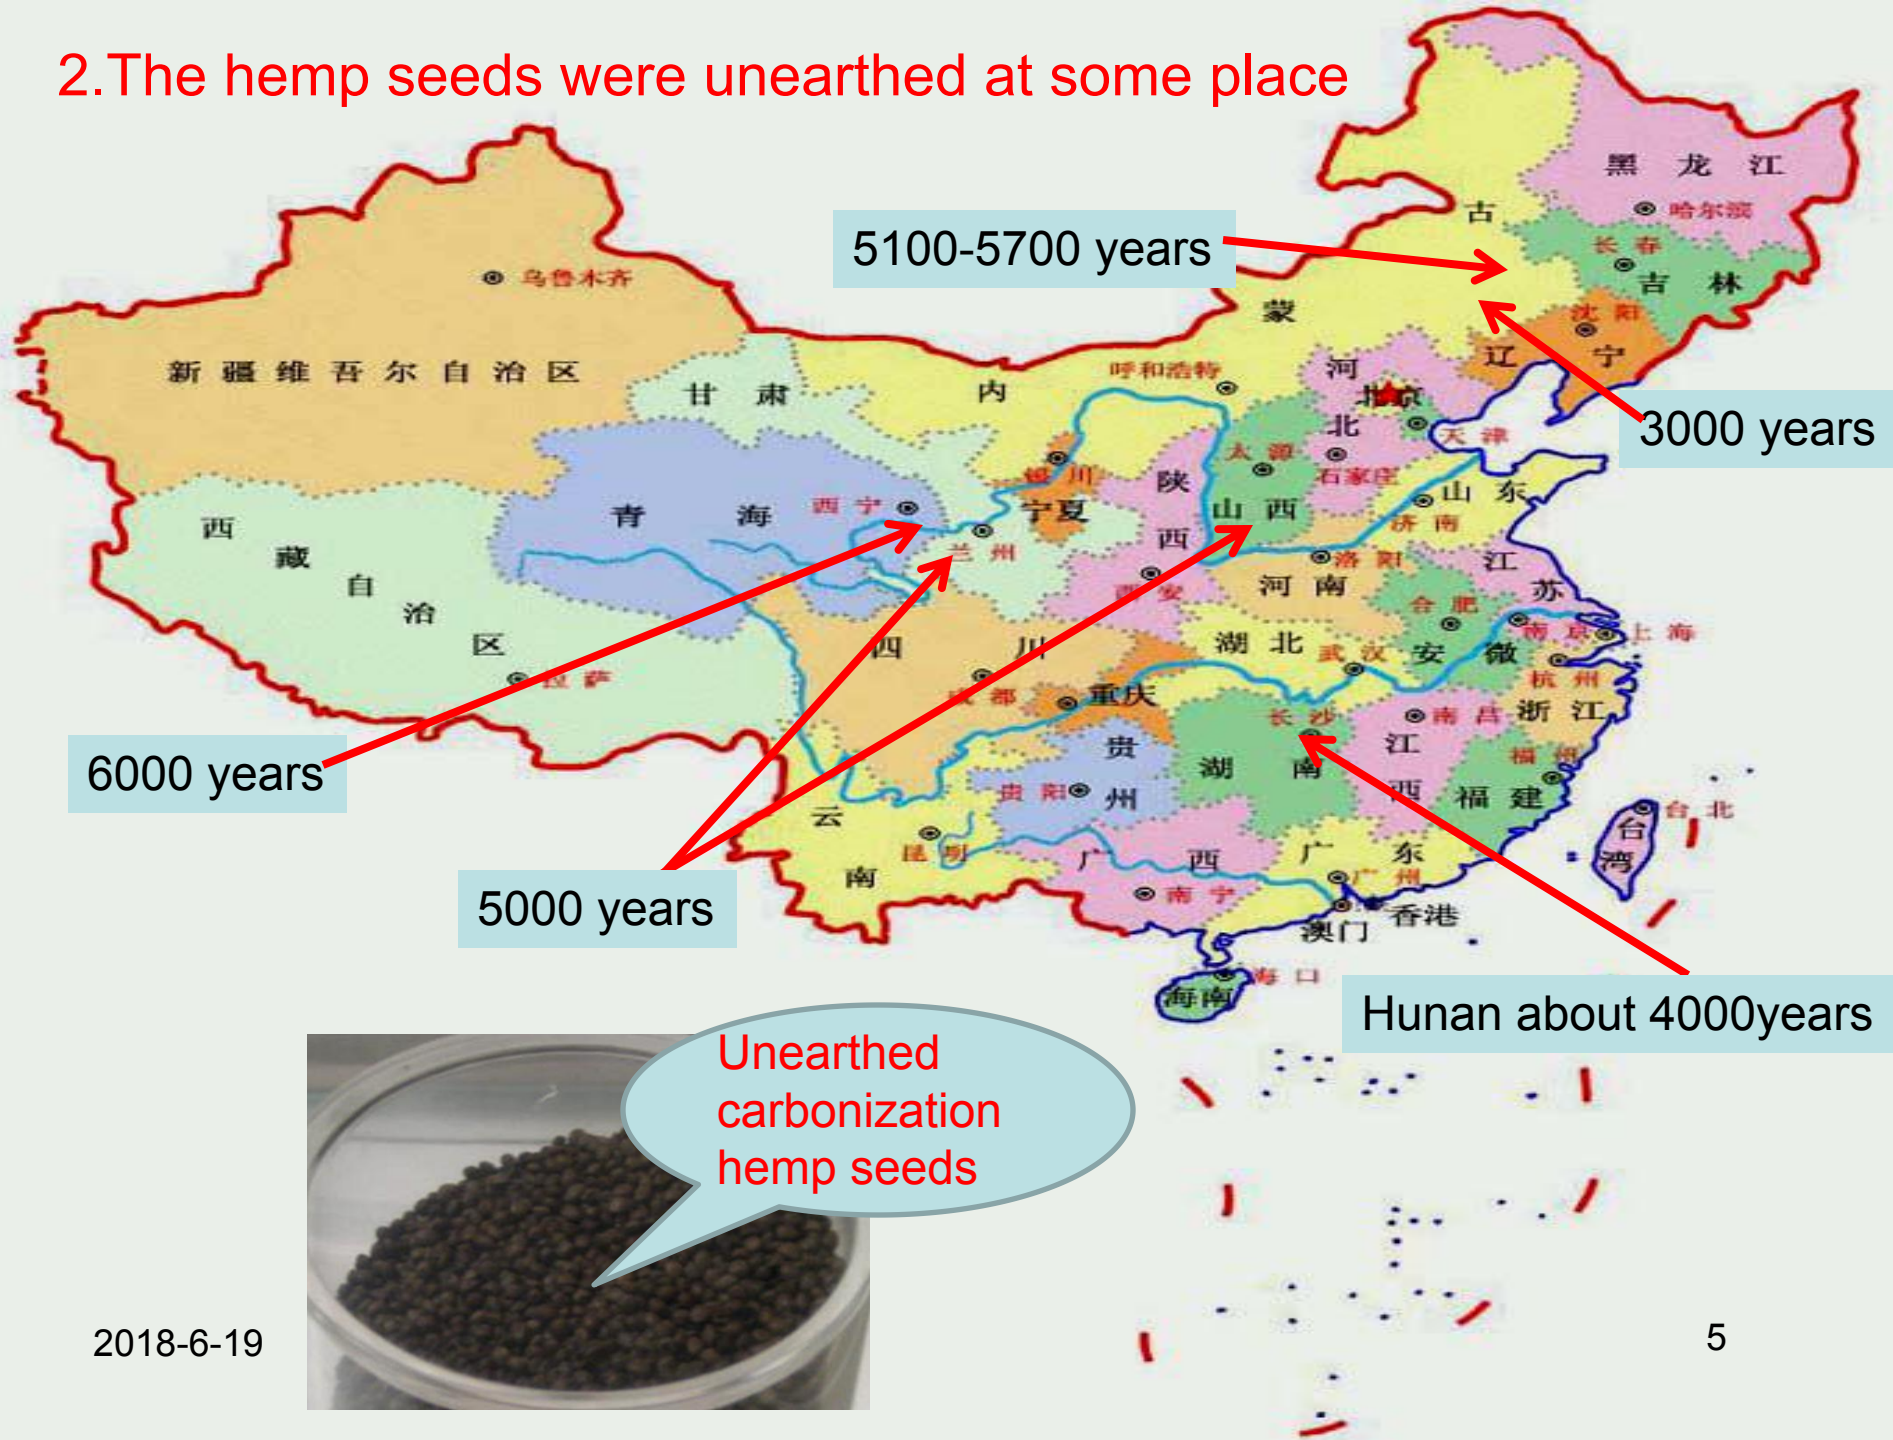 2.The hemp seeds were unearthed at some place
黑 龙 江
哈尔滨
古
长 春
5100-5700 years
吉 林
乌鲁木齐
蒙
沈 阳
辽 宁
河
呼和浩特
新 疆 维 吾 尔 自 治 区
甘 肃
内
北京
北
天 津
3000 years
太 原
银 川
石家庄
陕
山 东
青 海
西 宁
宁夏
山 西
济 南
西
藏
自
治
区
兰 州
西
洛 阳
江
苏
西 安
河 南
合 肥
四 川
湖 北
武 汉
安 徽
南 京
上 海
拉 萨
成 都
重庆
杭 州
长 沙
南 昌
浙 江
6000 years
贵
州
湖 南
江
西
福 州
贵 阳
福 建
云
南
台 北
台
湾
昆 明
广 西
广 东
广 州
南 宁
5000 years
香港
澳门
海 口
海南
Hunan about 4000years
Unearthed
carbonization
hemp seeds
2018-6-19
5